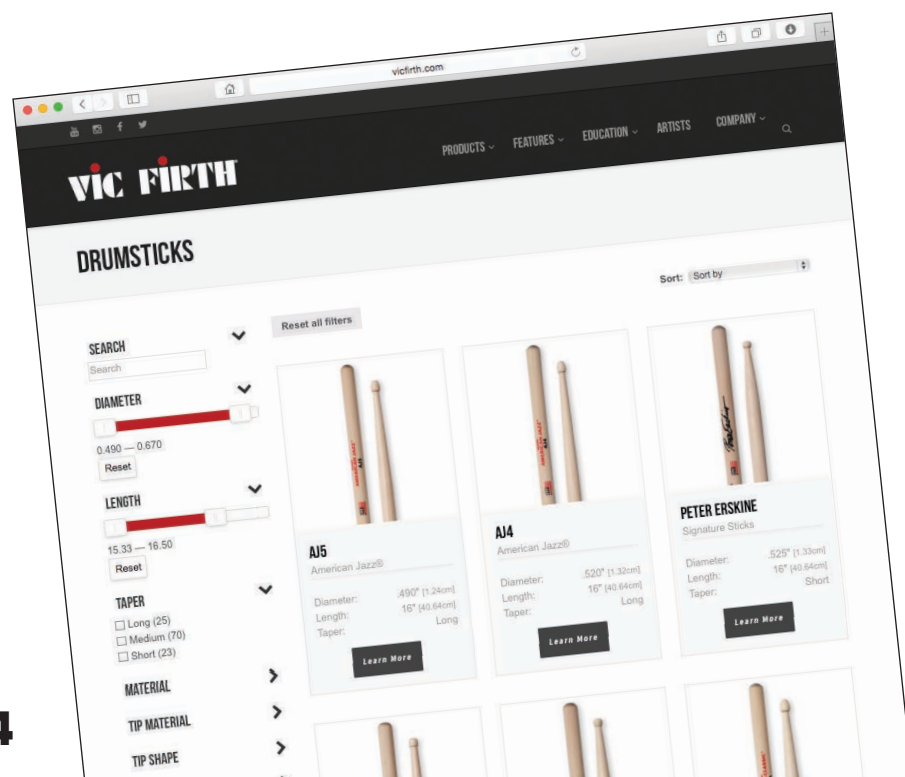 vicfirth.com
VIC FIRTH
PRODUCTS
FEATURES
EDUCATION
ARTISTS
COMPANY
DRUMSTICKS
Sort: Sort by
Reset all filters
SEARCH
Search
DIAMETER
0.490 — 0.670
Reset
LENGTH
15.33 — 16.50
Reset
TAPER
Long (25)
Medium (70)
Short (23)
MATERIAL
TIP MATERIAL
TIP SHAPE
AJ5
American Jazz®
Diameter: .490" [1.24cm]
Length: 16" [40.64cm]
Taper: Long
Learn More
AJ4
American Jazz®
Diameter: .520" [1.32cm]
Length: 16" [40.64cm]
Taper: Long
Learn More
PETER ERSKINE
Signature Sticks
Diameter: .525" [1.33cm]
Length: 16" [40.64cm]
Taper: Short
Learn More
4